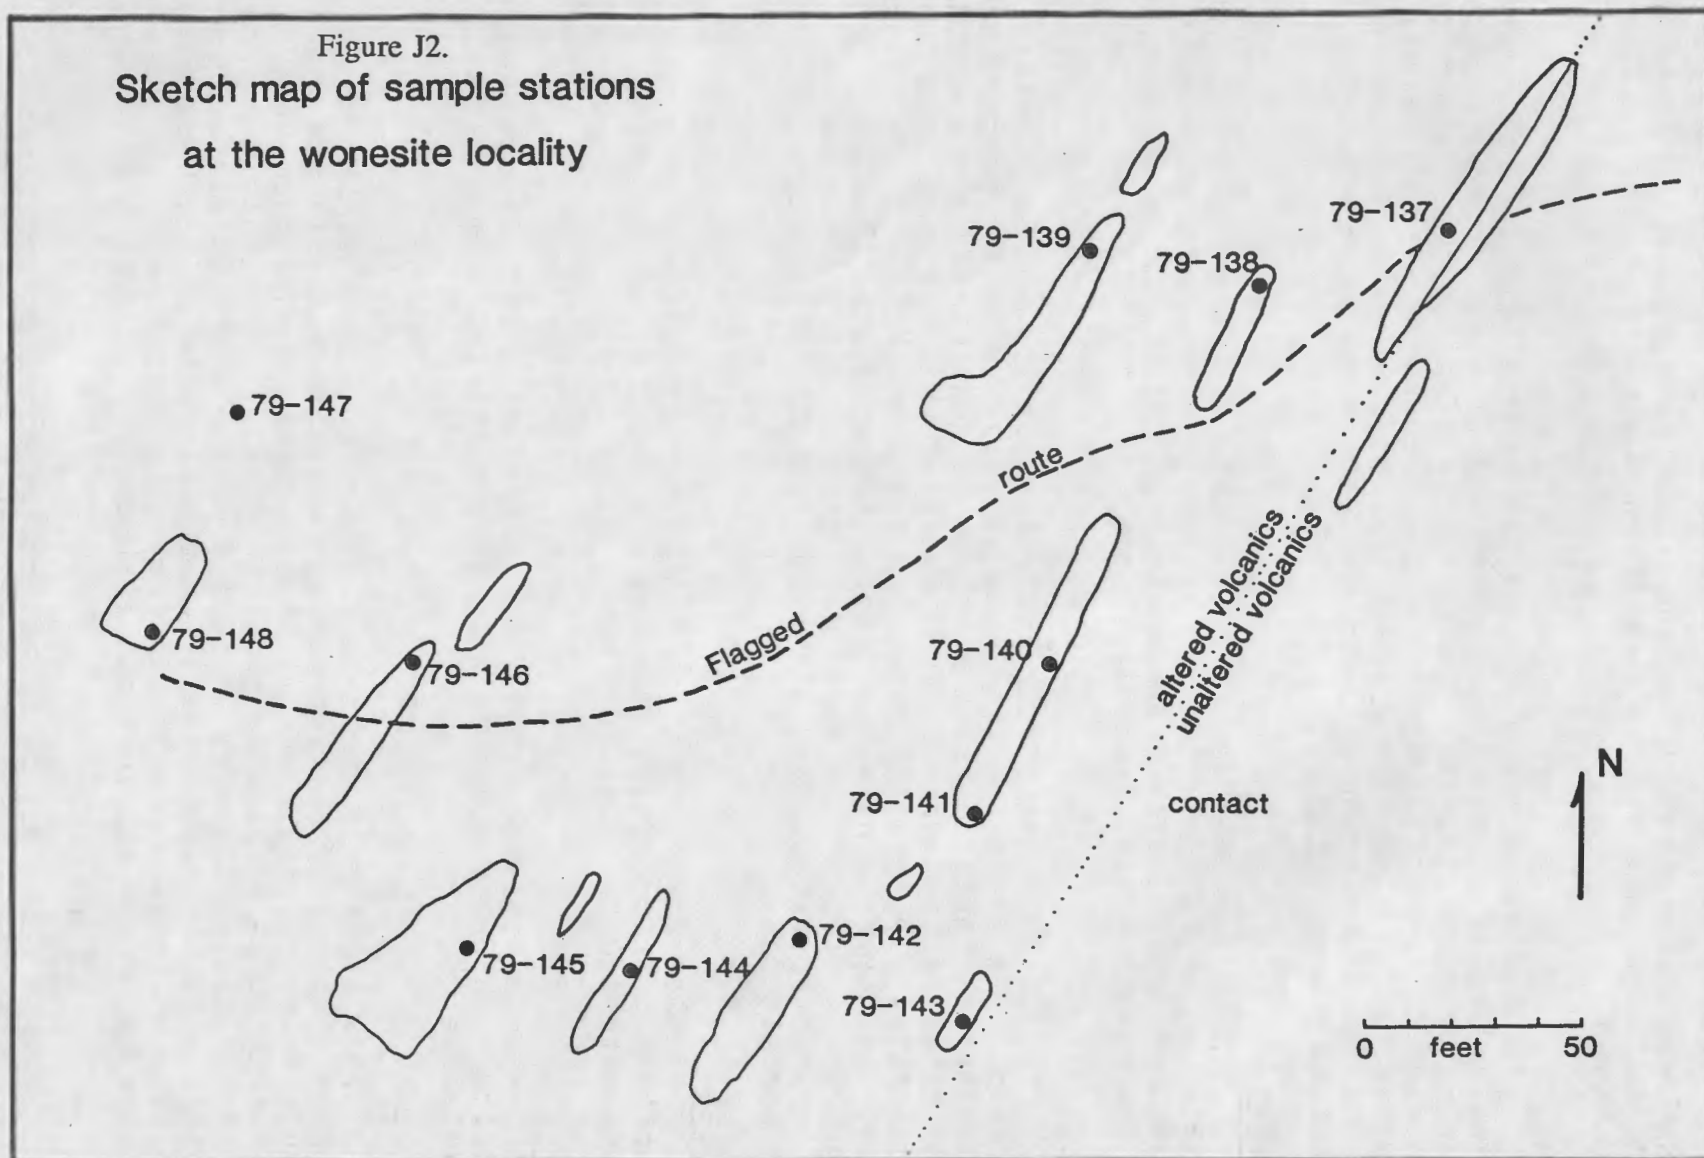 Figure J2.
Sketch map of sample stations
at the wonesite locality
79-137
79-139
79-138
79-147
route
altered volcanics
unaltered volcanics
79-148
79-146
Flagged
79-140
N
79-141
contact
79-142
79-145
79-144
79-143
0 feet 50